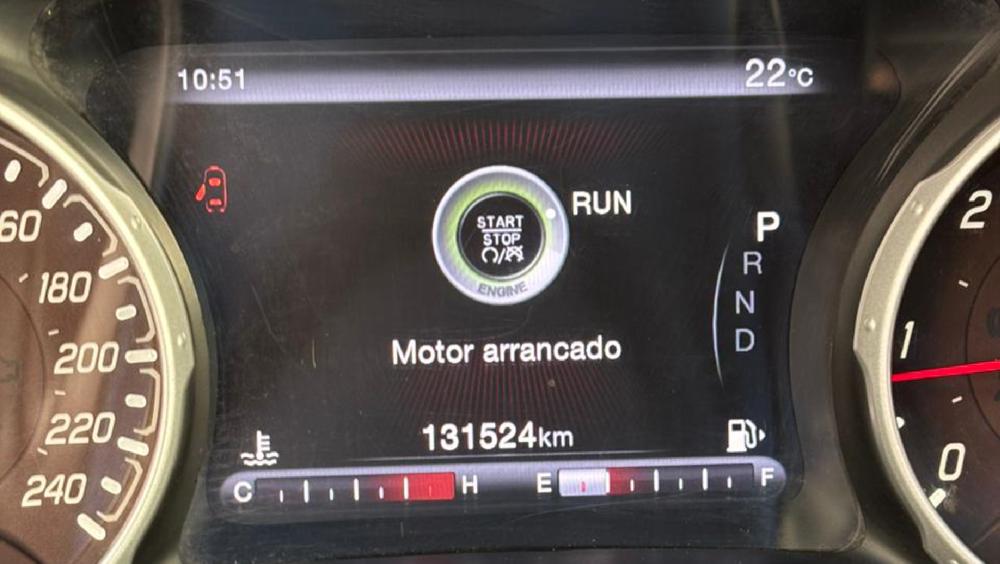 10:51 22°C
RUN
START
STOP
ENGINE
P
R
N
D
Motor arrancado
131524km
C H E F
60
180
200
220
240
2
1
0